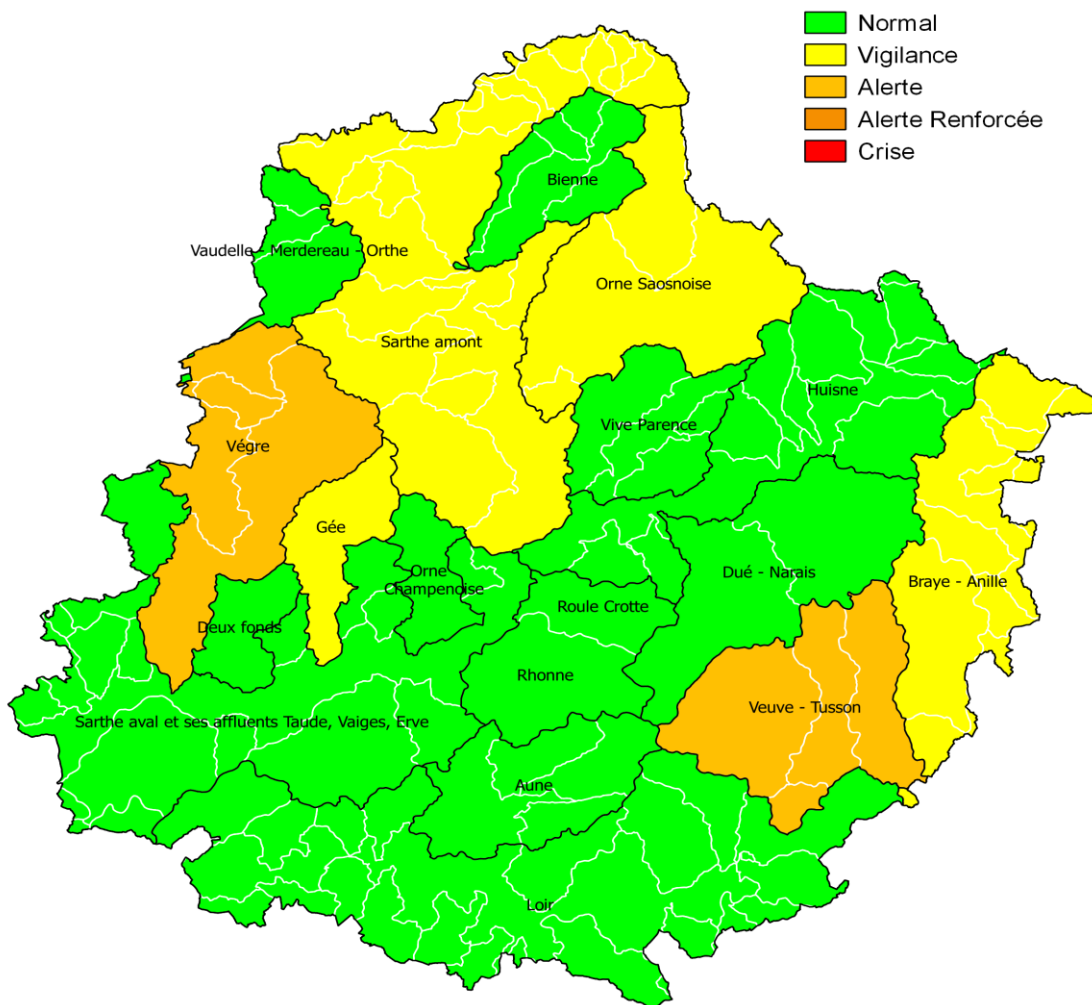 Normal
Vigilance
Alerte
Alerte Renforcée
Crise
Bienne
Vaudelle - Merdereau - Orthe
Orne Saosnoise
Sarthe amont
Huisne
Vive Parence
Végre
Gée
Orne
Champenoise
Dué - Narais
Braye - Anille
Roule Crotte
Deux fonds
Rhonne
Veuve - Tusson
Sarthe aval et ses affluents Taude, Vaiges, Erve
Aune
Loir